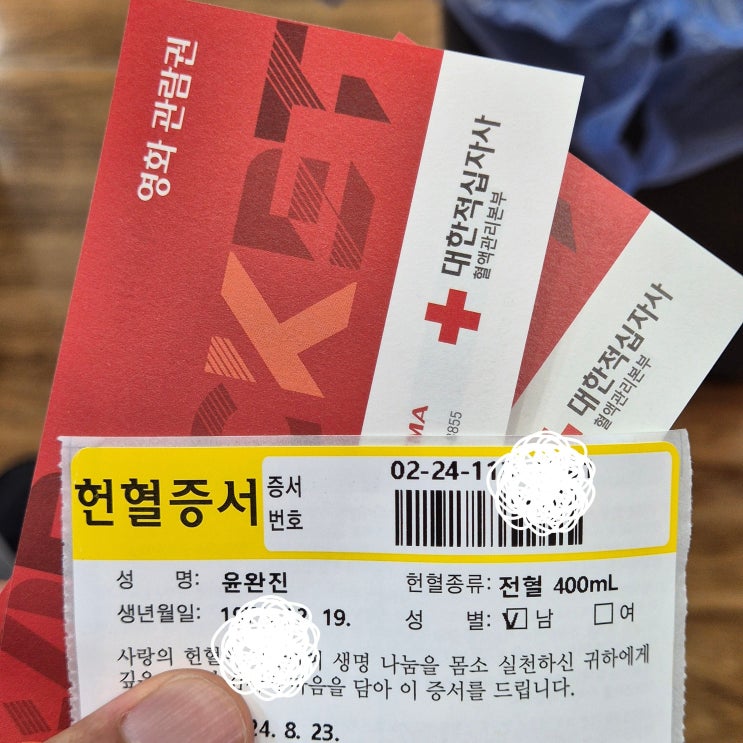 영화 관람권
KET
대한적십자사
혈액관리본부
대한적십자사
혈액관리본부
MA
8855
헌혈증서
증서
번호
02-24-11
성 명: 윤완진
헌혈종류: 전혈 400mL
생년월일: 19. 성 별: 남 여
사랑의 헌혈 생명 나눔을 몸소 실천하신 귀하에게
깊은 마음을 담아 이 증서를 드립니다.
24. 8. 23.